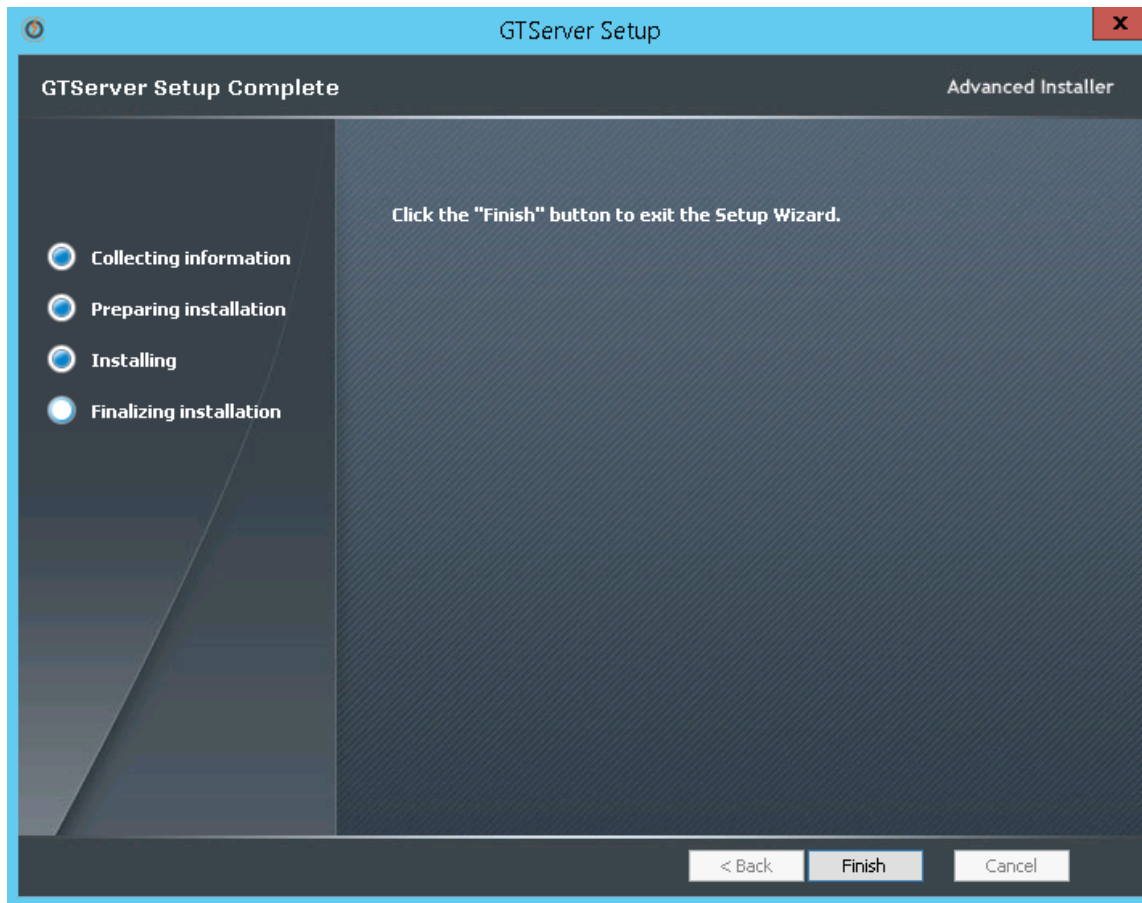 GTServer Setup
x
GTServer Setup Complete
Advanced Installer
Click the "Finish" button to exit the Setup Wizard.
Collecting information
Preparing installation
Installing
Finalizing installation
< Back
Finish
Cancel